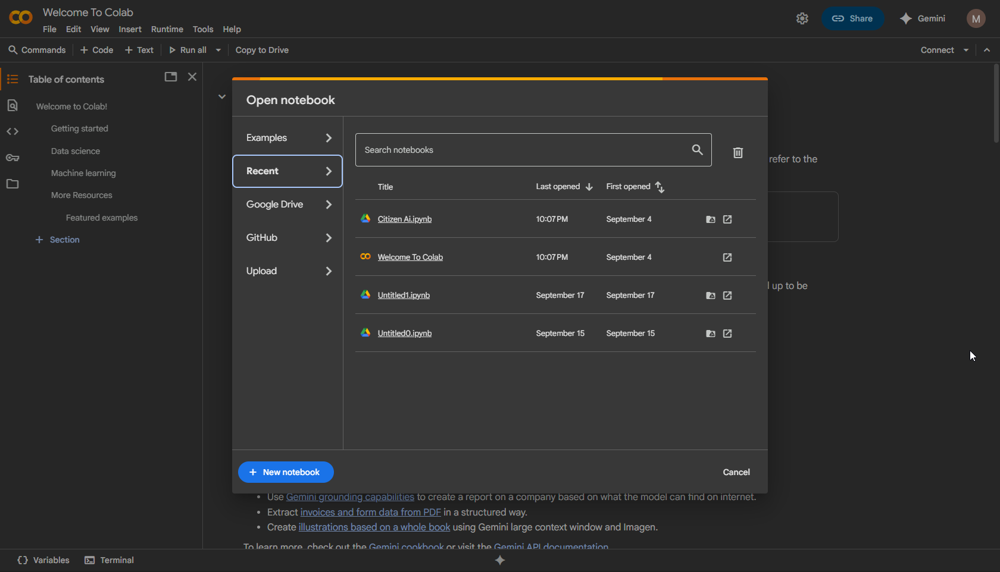 Welcome To Colab
File Edit View Insert Runtime Tools Help
Share
Gemini
M
Commands
+ Code
+ Text
Run all
Copy to Drive
Connect
Table of contents
Welcome to Colab!
Getting started
Data science
Machine learning
More Resources
Featured examples
+ Section
Open notebook
Examples
Recent
Google Drive
GitHub
Upload
Search notebooks
Title Last opened First opened
Citizen Ai.ipynb 10:07 PM September 4
Welcome To Colab 10:07 PM September 4
Untitled1.ipynb September 17 September 17
Untitled0.ipynb September 15 September 15
+ New notebook
Cancel
refer to the
up to be
• Use Gemini grounding capabilities to create a report on a company based on what the model can find on internet.
• Extract invoices and form data from PDF in a structured way.
• Create illustrations based on a whole book using Gemini large context window and Imagen.
To learn more, check out the Gemini cookbook or visit the Gemini API documentation.
Variables
Terminal